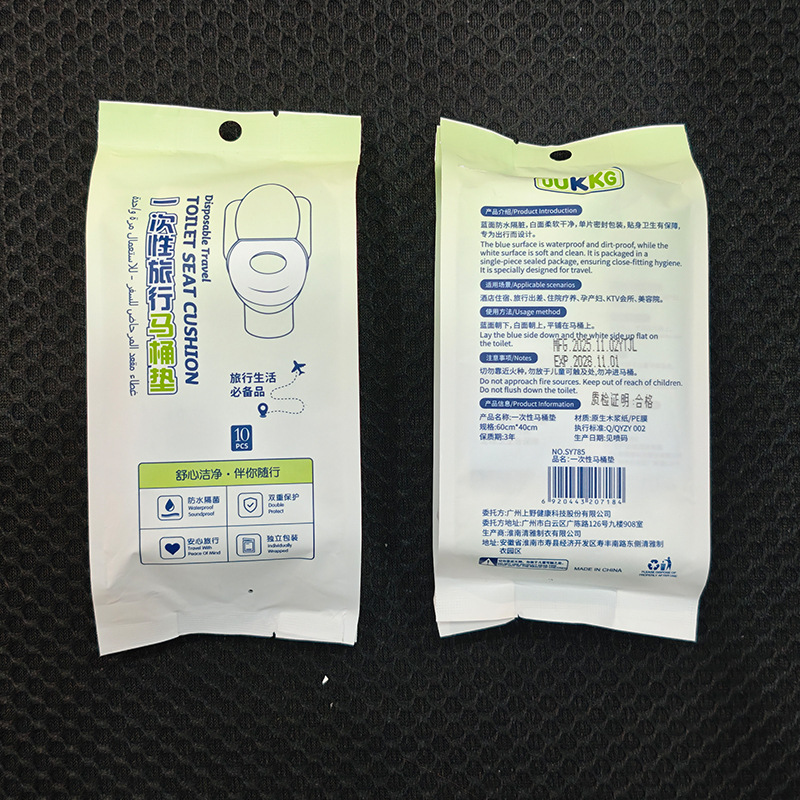 一次性旅行马桶垫
Disposable Travel
TOILET SEAT CUSHION
غطاء مقعد المرحاض للسفر - للاستعمال مرة واحدة
旅行生活
必备品
10
PCS
舒心洁净·伴你随行
防水隔菌
Waterproof
Soundproof
双重保护
Double
Protect
安心旅行
Travel With
Peace Of Mind
独立包装
individually
Wrapped
UUKKG
产品介绍/Product Introduction
蓝面防水隔脏，白面柔软干净，单片密封包装，贴身卫生有保障，
专为出行而设计。
The blue surface is waterproof and dirt-proof, while the
white surface is soft and clean. It is packaged in a
single-piece sealed package, ensuring close-fitting hygiene.
It is specially designed for travel.
适用场景/Applicable scenarios
酒店住宿、旅行出差、住院疗养、孕产妇、KTV会所、美容院。
使用方法/Usage method
蓝面朝下，白面朝上，平铺在马桶上。
Lay the blue side down and the white side up flat on
the toilet.
MFG 2025.11.02YTJL
EXP 2028.11.01
注意事项/Notes
切勿靠近火种，勿放于儿童可触及处，勿冲进马桶。
Do not approach fire sources. Keep out of reach of children.
Do not flush down the toilet.
质检证明:合格
产品信息/Product Information
产品名称:一次性马桶垫
材质:原生木浆纸/PE膜
规格:60cm*40cm
执行标准:Q/QYZY 002
保质期:3年
生产日期:见喷码
NO.SY785
品名:一次性马桶垫
6 920443 207184
委托方:广州上野健康科技股份有限公司
委托方地址:广州市白云区广陈路126号九楼908室
生产商:淮南清雅制衣有限公司
地址:安徽省淮南市寿县经济开发区寿丰南路东侧清雅制
衣园区
MADE IN CHINA
PLEASE DISPOSE OF
PROPERLY AFTER USE